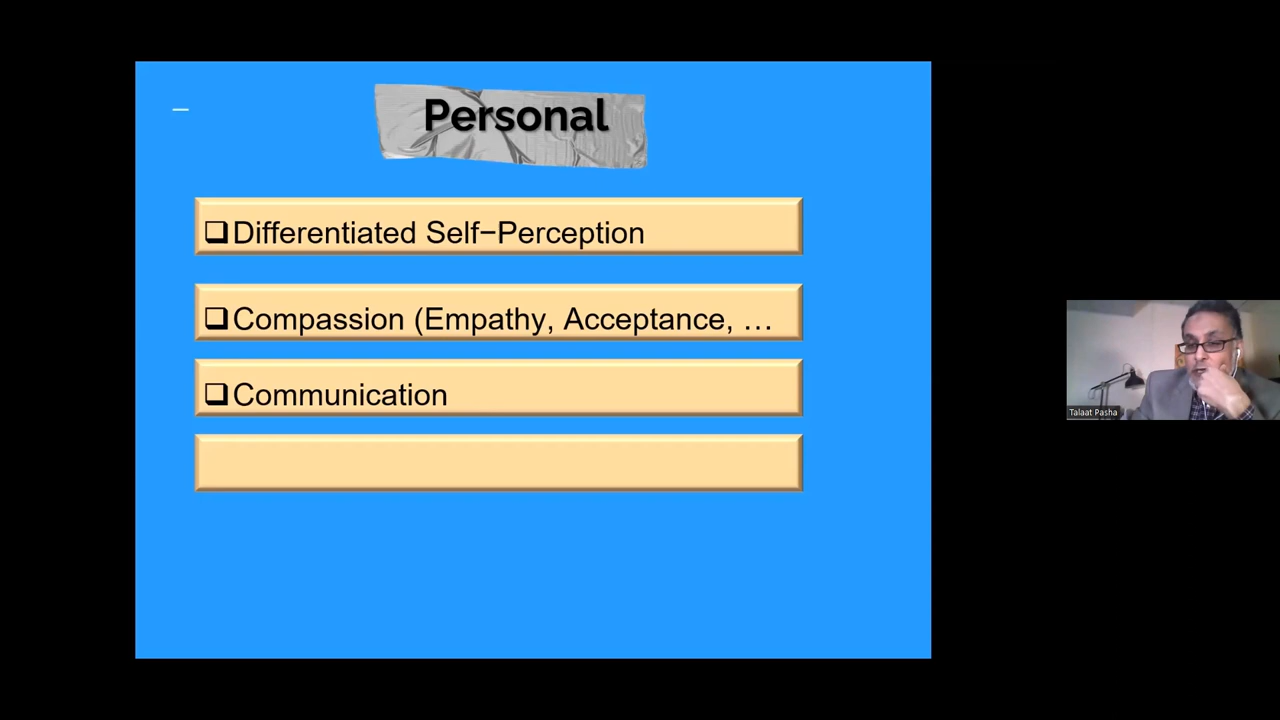 Personal
❑Differentiated Self−Perception
❑Compassion (Empathy, Acceptance, …
❑Communication
Talaat Pasha